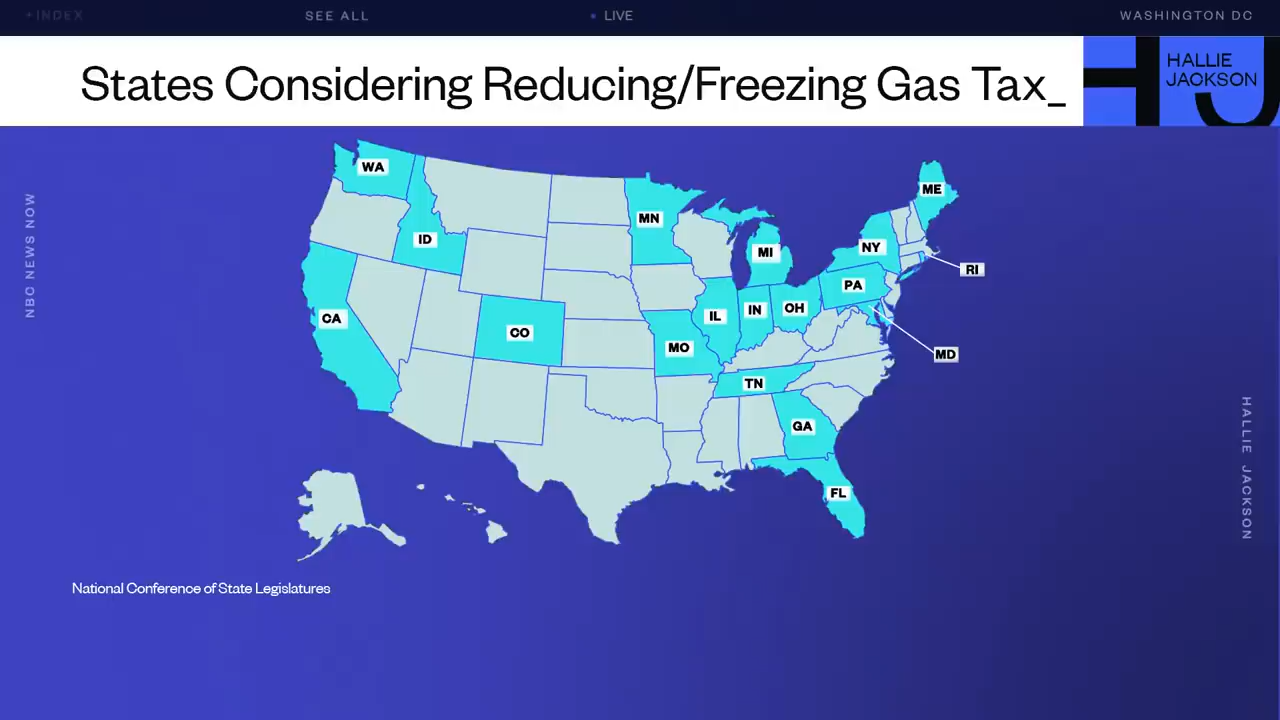 • INDEX
SEE ALL
• LIVE
WASHINGTON DC
States Considering Reducing/Freezing Gas Tax_
HALLIE
JACKSON
NBC NEWS NOW
WA
ME
MN
ID
NY
MI
RI
PA
IL
IN
OH
CA
CO
MO
MD
TN
GA
FL
HALLIE JACKSON
National Conference of State Legislatures